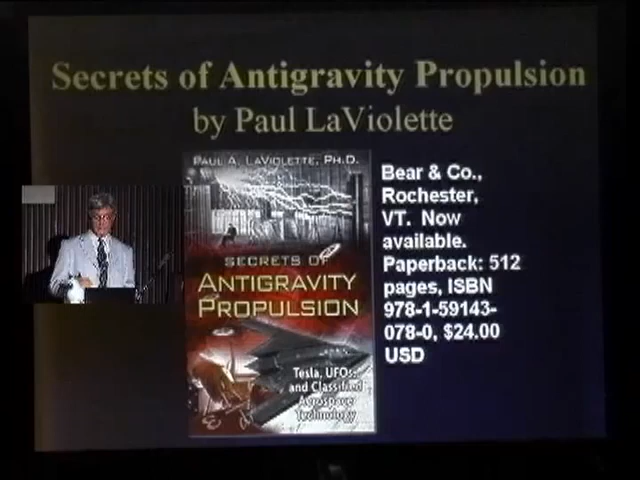 Secrets of Antigravity Propulsion
by Paul LaViolette
PAUL A. LAVIOLETTE, PH.D.
SECRETS OF
ANTIGRAVITY
PROPULSION
Tesla, UFOs,
and Classified
Aerospace
Technology
Bear & Co.,
Rochester,
VT. Now
available.
Paperback: 512
pages, ISBN
978-1-59143-
078-0, $24.00
USD